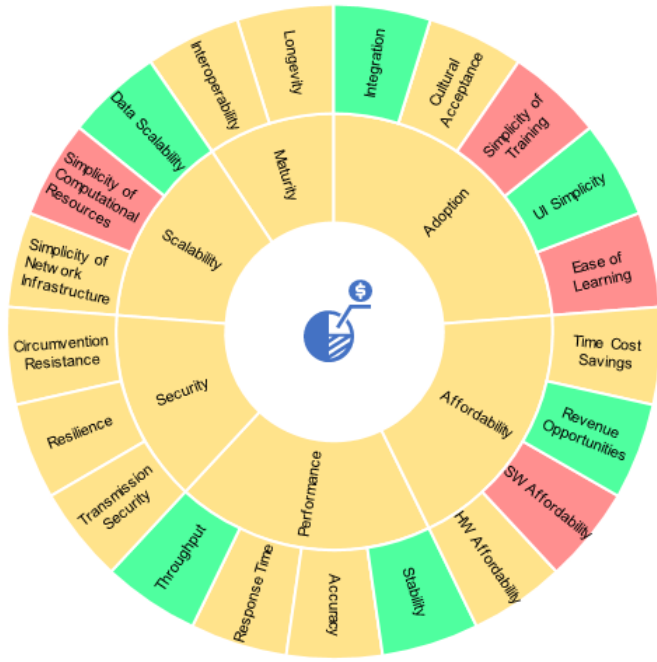 Integration
Cultural
Acceptance
Simplicity of
Training
UI Simplicity
Ease of
Learning
Time Cost
Savings
Revenue
Opportunities
SW Affordability
HW Affordability
Stability
Accuracy
Response Time
Throughput
Transmission
Security
Resilience
Circumvention
Resistance
Simplicity of
Network
Infrastructure
Simplicity of
Computational
Resources
Data Scalability
Interoperability
Longevity
Adoption
Affordability
Performance
Security
Scalability
Maturity
$